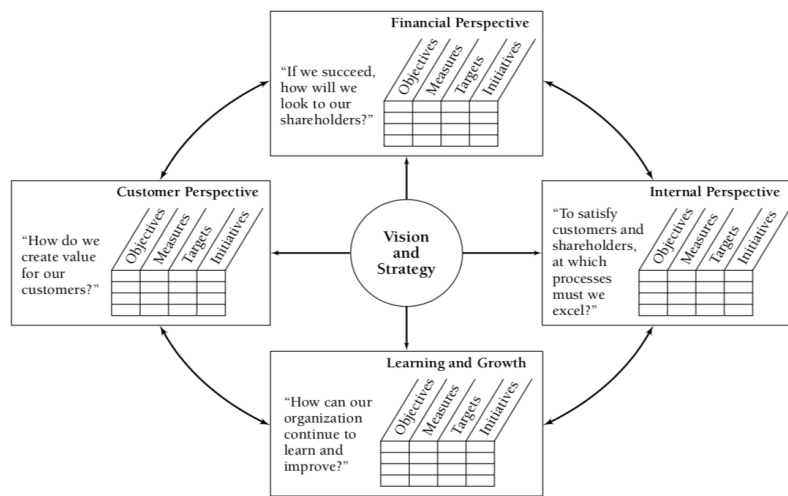 Financial Perspective
“If we succeed,
how will we
look to our
shareholders?”
Objectives
Measures
Targets
Initiatives
Customer Perspective
“How do we
create value
for our
customers?”
Objectives
Measures
Targets
Initiatives
Vision
and
Strategy
Internal Perspective
“To satisfy
customers and
shareholders,
at which
processes
must we
excel?”
Objectives
Measures
Targets
Initiatives
Learning and Growth
“How can our
organization
continue to
learn and
improve?”
Objectives
Measures
Targets
Initiatives